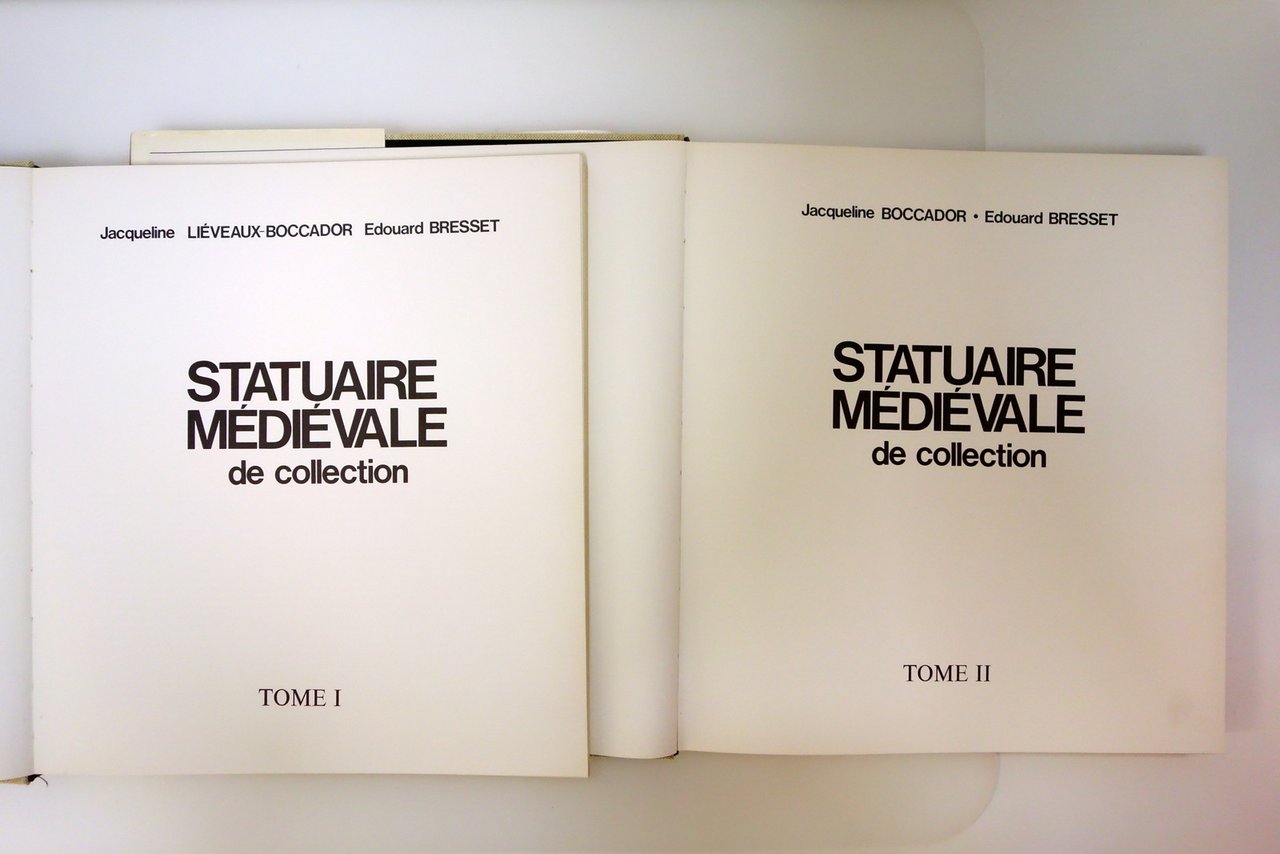 Jacqueline LIÉVEAUX-BOCCADOR Edouard BRESSET
STATUAIRE
MÉDIÉVALE
de collection
TOME I
Jacqueline BOCCADOR • Edouard BRESSET
STATUAIRE
MÉDIÉVALE
de collection
TOME II